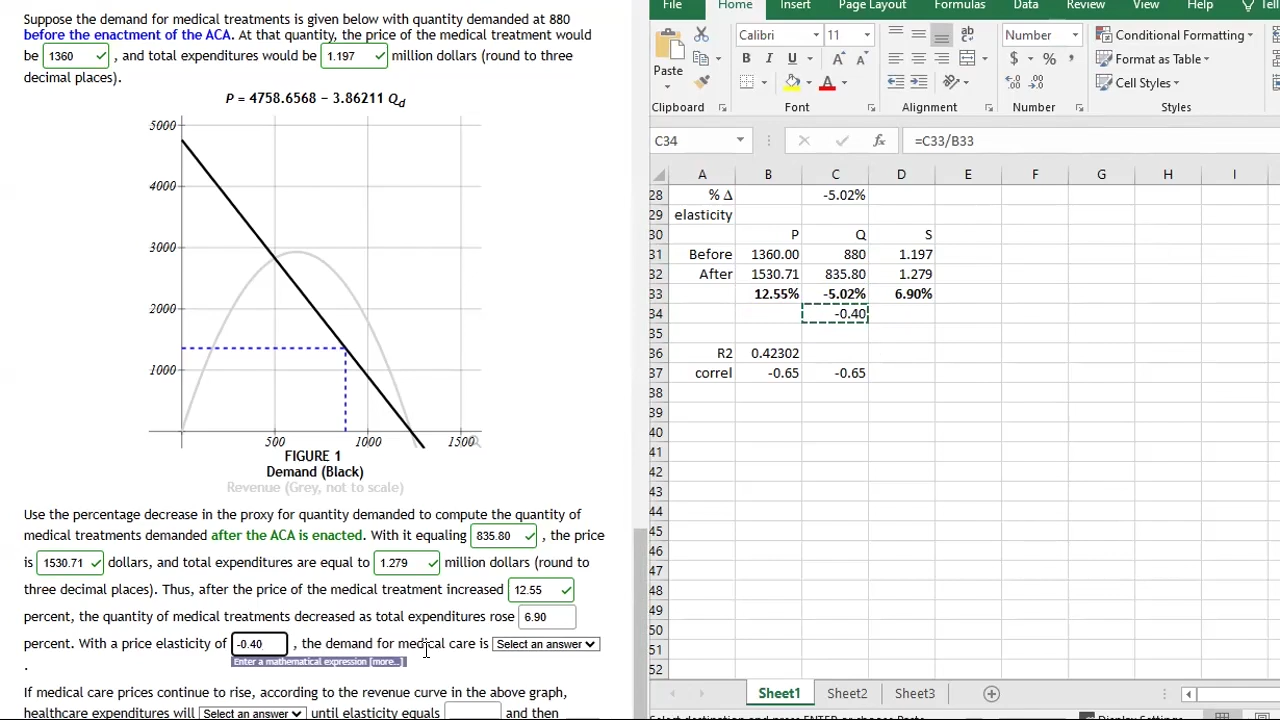 Suppose the demand for medical treatments is given below with quantity demanded at 880
before the enactment of the ACA. At that quantity, the price of the medical treatment would
be 1360 , and total expenditures would be 1.197 million dollars (round to three
decimal places).
P = 4758.6568 − 3.86211 Qd
5000
4000
3000
2000
1000
500 1000 1500
FIGURE 1
Demand (Black)
Revenue (Grey, not to scale)
Use the percentage decrease in the proxy for quantity demanded to compute the quantity of
medical treatments demanded after the ACA is enacted. With it equaling 835.80 , the price
is 1530.71 dollars, and total expenditures are equal to 1.279 million dollars (round to
three decimal places). Thus, after the price of the medical treatment increased 12.55
percent, the quantity of medical treatments decreased as total expenditures rose 6.90
percent. With a price elasticity of -0.40 , the demand for medical care is Select an answer
Enter a mathematical expression [more...]
.
If medical care prices continue to rise, according to the revenue curve in the above graph,
healthcare expenditures will Select an answer until elasticity equals and then
File Home Insert Page Layout Formulas Data Review View Help Tell
Paste
Calibri 11
B I U A A
Number
$ % ,
Conditional Formatting
Format as Table
Cell Styles
Clipboard Font Alignment Number Styles
C34 fx =C33/B33
A B C D E F G H I
28 % Δ -5.02%
29 elasticity
30 P Q S
31 Before 1360.00 880 1.197
32 After 1530.71 835.80 1.279
33 12.55% -5.02% 6.90%
34 -0.40
35
36 R2 0.42302
37 correl -0.65 -0.65
38
39
40
41
42
43
44
45
46
47
48
49
50
51
52
Sheet1 Sheet2 Sheet3
Select destination and press ENTER or choose Paste
Display Settings